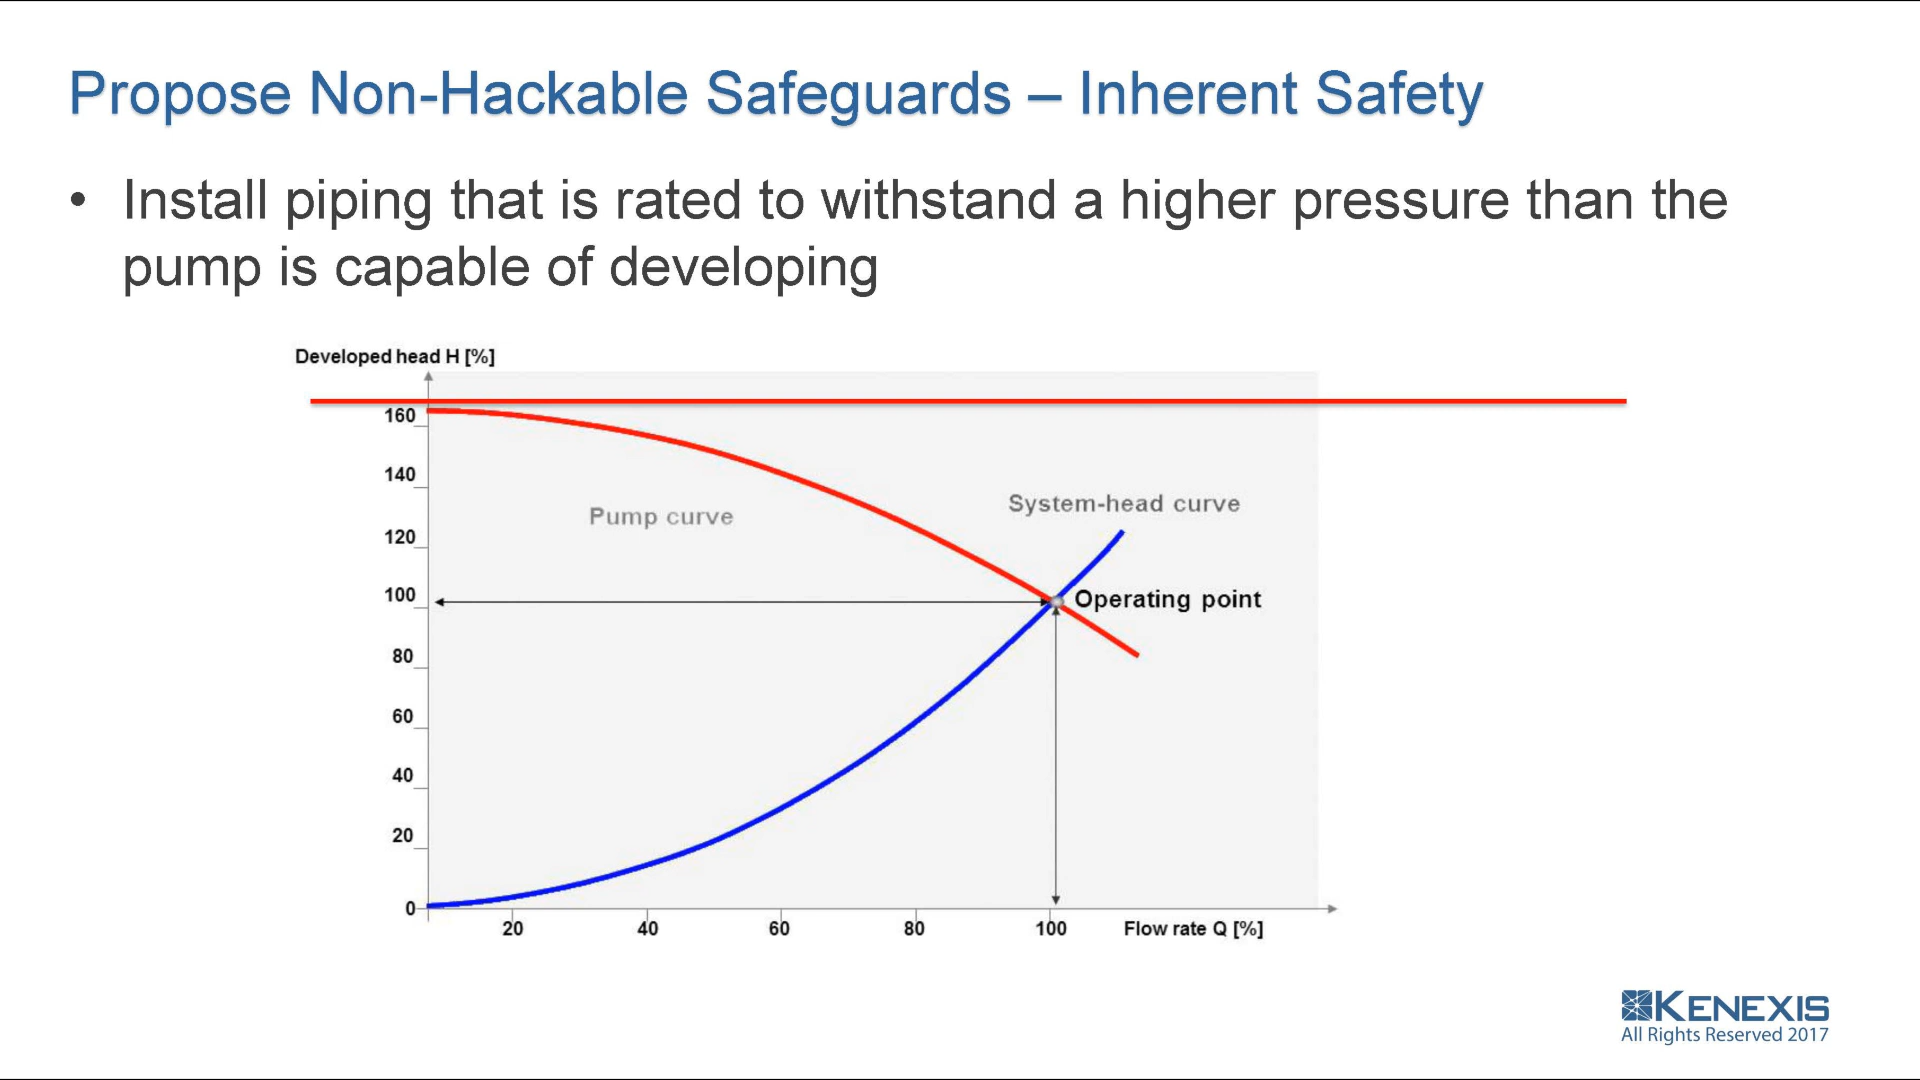 Propose Non-Hackable Safeguards – Inherent Safety
• Install piping that is rated to withstand a higher pressure than the
pump is capable of developing
Developed head H [%]
160
140
Pump curve
System-head curve
120
100
Operating point
80
60
40
20
0
20 40 60 80 100 Flow rate Q [%]
KENEXIS
All Rights Reserved 2017